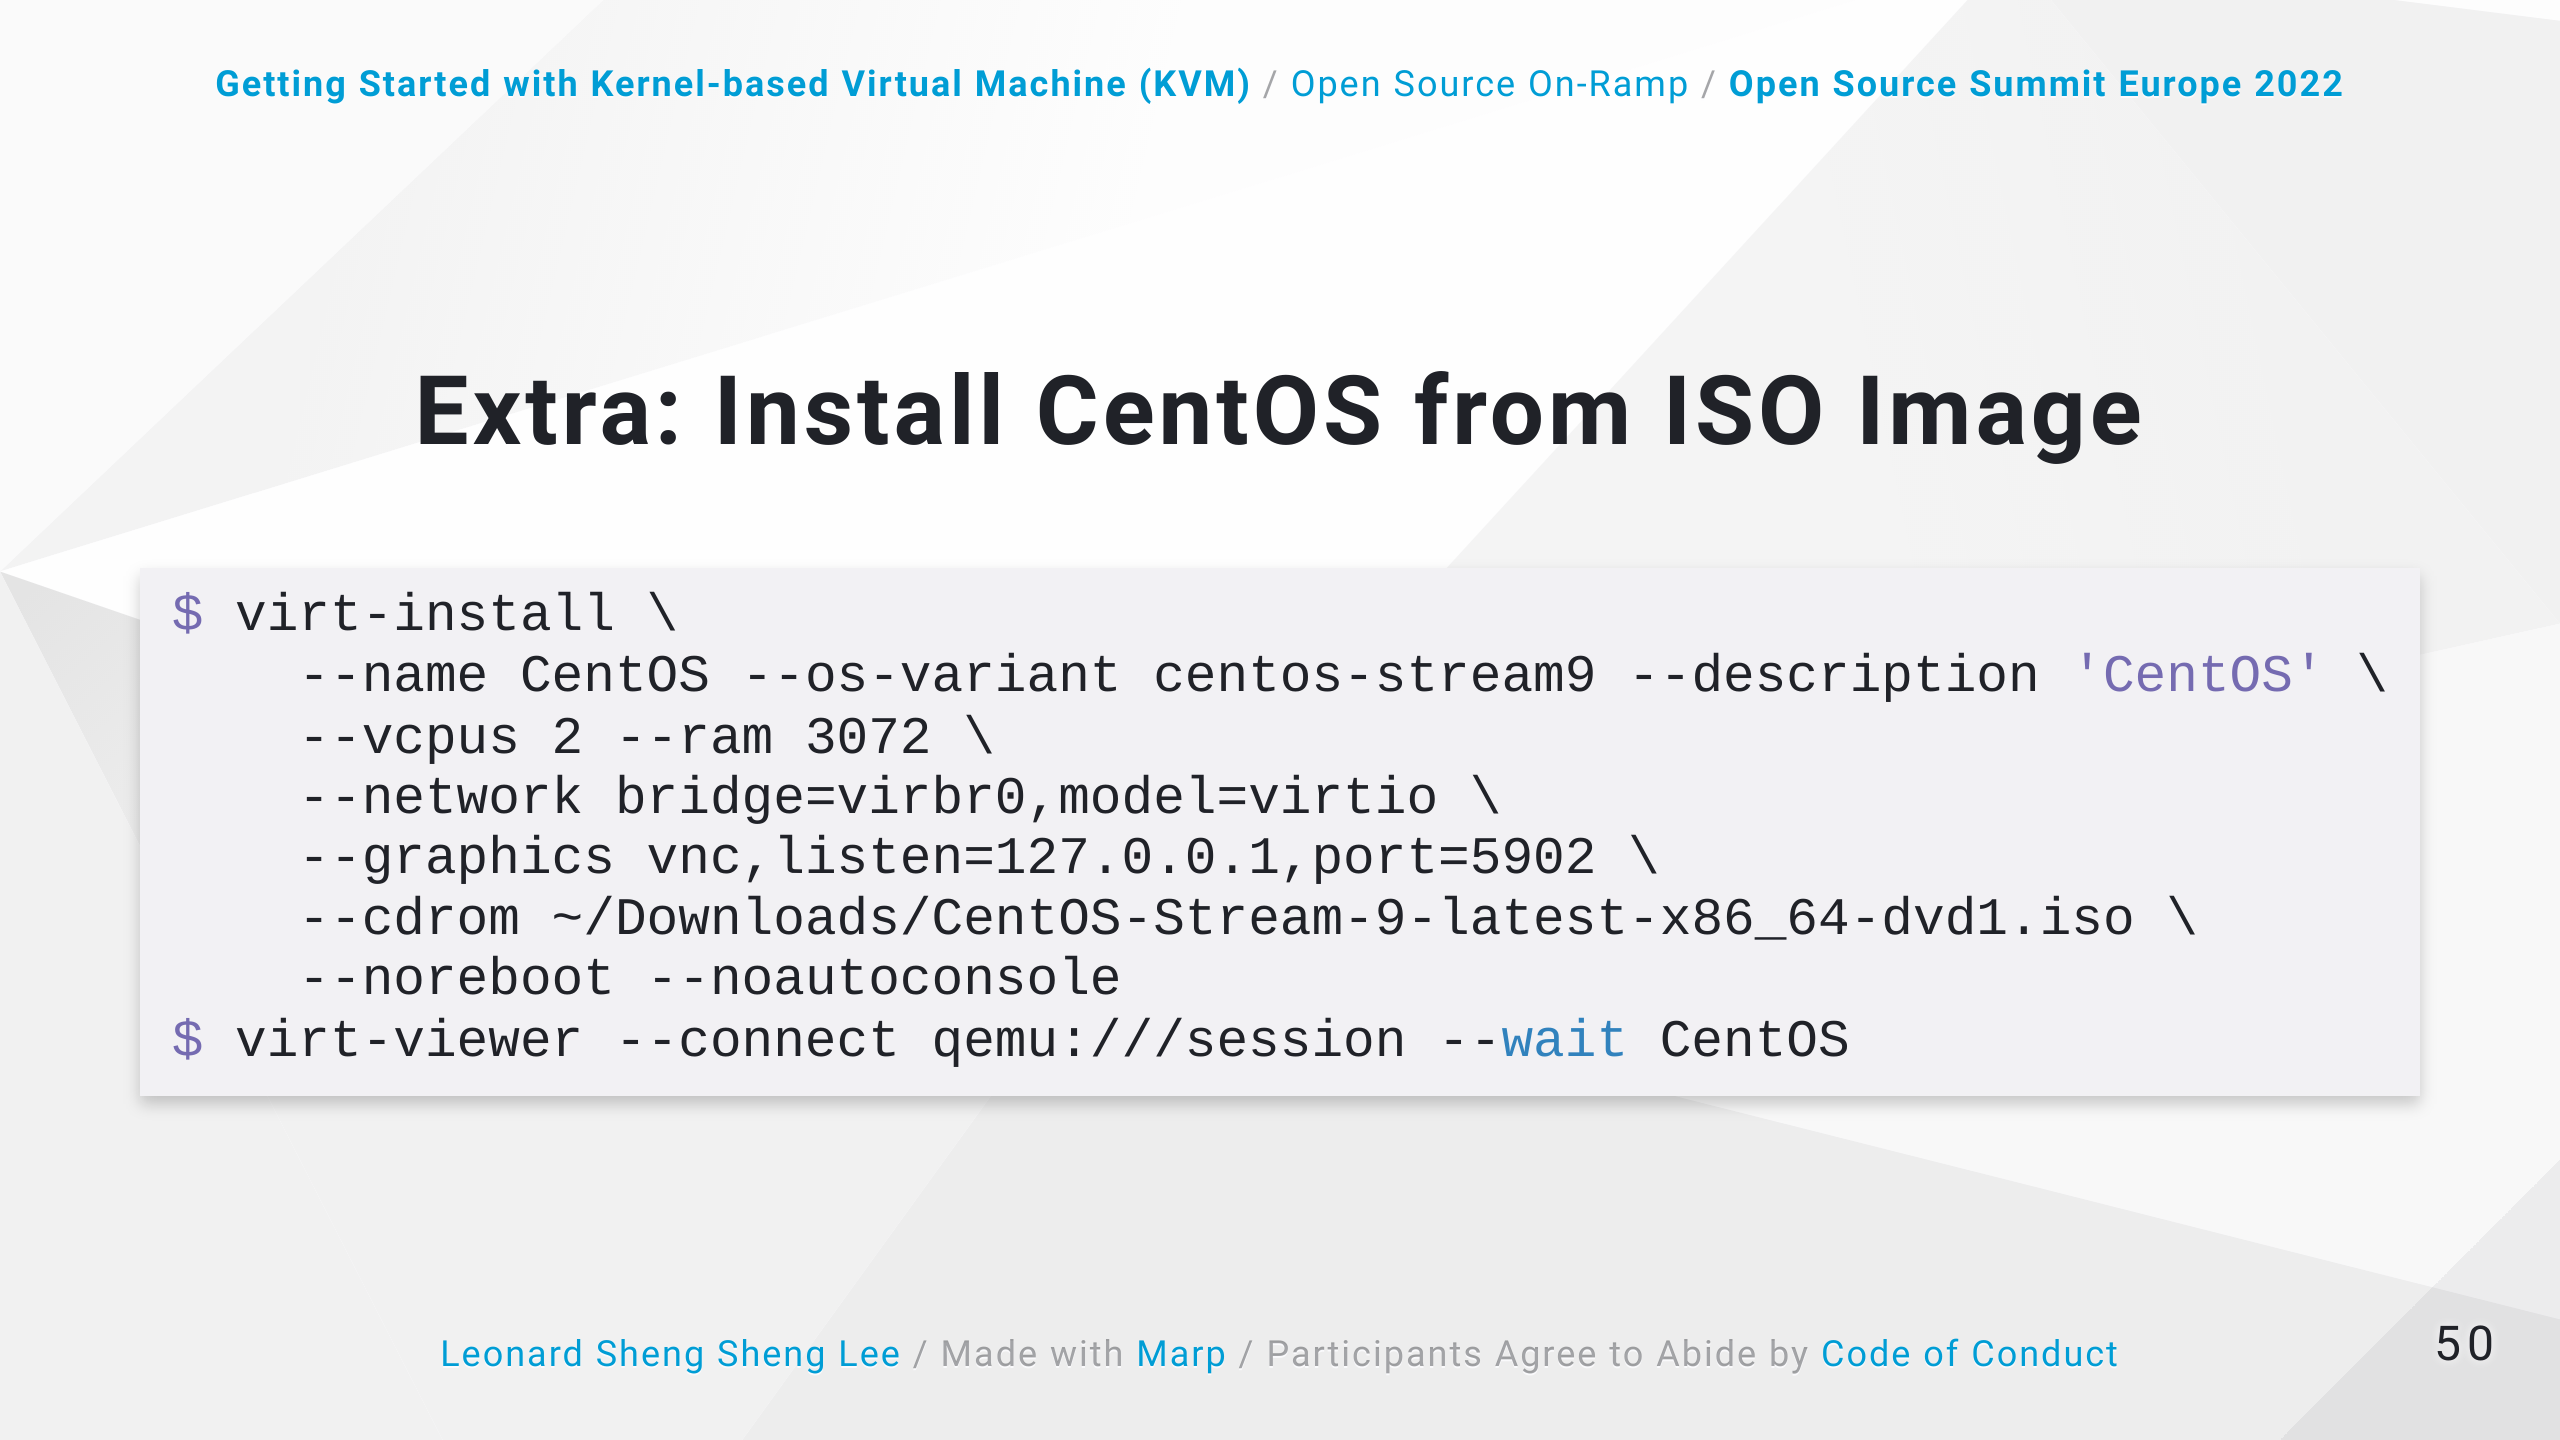 Getting Started with Kernel-based Virtual Machine (KVM) / Open Source On-Ramp / Open Source Summit Europe 2022
Extra: Install CentOS from ISO Image
$ virt-install \
    --name CentOS --os-variant centos-stream9 --description 'CentOS' \
    --vcpus 2 --ram 3072 \
    --network bridge=virbr0,model=virtio \
    --graphics vnc,listen=127.0.0.1,port=5902 \
    --cdrom ~/Downloads/CentOS-Stream-9-latest-x86_64-dvd1.iso \
    --noreboot --noautoconsole
$ virt-viewer --connect qemu:///session --wait CentOS
Leonard Sheng Sheng Lee / Made with Marp / Participants Agree to Abide by Code of Conduct
50